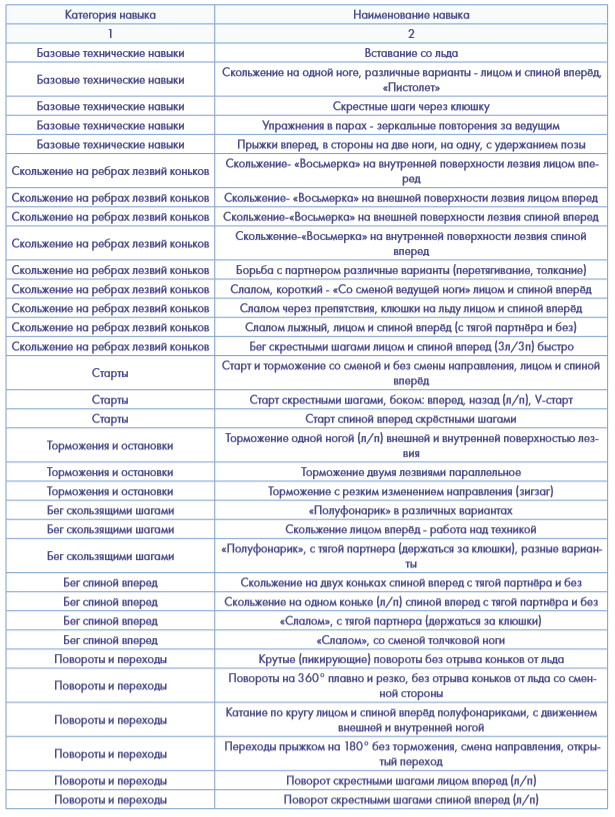 Категория навыка Наименование навыка
1 2
Базовые технические навыки Вставание со льда
Базовые технические навыки Скольжение на одной ноге, различные варианты - лицом и спиной вперёд,
«Пистолет»
Базовые технические навыки Скрестные шаги через клюшку
Базовые технические навыки Упражнения в парах - зеркальные повторения за ведущим
Базовые технические навыки Прыжки вперед, в стороны на две ноги, на одну, с удержанием позы
Скольжение на ребрах лезвий коньков Скольжение- «Восьмерка» на внутренней поверхности лезвия лицом впе-
ред
Скольжение на ребрах лезвий коньков Скольжение- «Восьмерка» на внешней поверхности лезвия лицом вперед
Скольжение на ребрах лезвий коньков Скольжение-«Восьмерка» на внешней поверхности лезвия спиной вперед
Скольжение на ребрах лезвий коньков Скольжение-«Восьмерка» на внутренней поверхности лезвия спиной
вперед
Скольжение на ребрах лезвий коньков Борьба с партнером различные варианты (перетягивание, толкание)
Скольжение на ребрах лезвий коньков Слалом, короткий - «Со сменой ведущей ноги» лицом и спиной вперёд
Скольжение на ребрах лезвий коньков Слалом через препятствия, клюшки на льду лицом и спиной вперёд
Скольжение на ребрах лезвий коньков Слалом лыжный, лицом и спиной вперёд (с тягой партнёра и без)
Скольжение на ребрах лезвий коньков Бег скрестными шагами лицом и спиной вперед (3л/3п) быстро
Старты Старт и торможение со сменой и без смены направления, лицом и спиной
вперёд
Старты Старт скрестными шагами, боком: вперед, назад (л/п), V-старт
Старты Старт спиной вперед скрёстными шагами
Торможения и остановки Торможение одной ногой (л/п) внешней и внутренней поверхностью лез-
вия
Торможения и остановки Торможение двумя лезвиями параллельное
Торможения и остановки Торможение с резким изменением направления (зигзаг)
Бег скользящими шагами «Полуфонарик» в различных вариантах
Бег скользящими шагами Скольжение лицом вперёд - работа над техникой
Бег скользящими шагами «Полуфонарик», с тягой партнера (держаться за клюшки), разные вариан-
ты
Бег спиной вперед Скольжение на двух коньках спиной вперед с тягой партнёра и без
Бег спиной вперед Скольжение на одном коньке (л/п) спиной вперед с тягой партнёра и без
Бег спиной вперед «Слалом», с тягой партнера (держаться за клюшки)
Бег спиной вперед «Слалом», со сменой толчковой ноги
Повороты и переходы Крутые (пикирующие) повороты без отрыва коньков от льда
Повороты и переходы Повороты на 360° плавно и резко, без отрыва коньков от льда со смен-
ной стороны
Повороты и переходы Катание по кругу лицом и спиной вперёд полуфонариками, с движением
внешней и внутренней ногой
Повороты и переходы Переходы прыжком на 180° без торможения, смена направления, откры-
тый переход
Повороты и переходы Поворот скрестными шагами лицом вперед (л/п)
Повороты и переходы Поворот скрестными шагами спиной вперед (л/п)